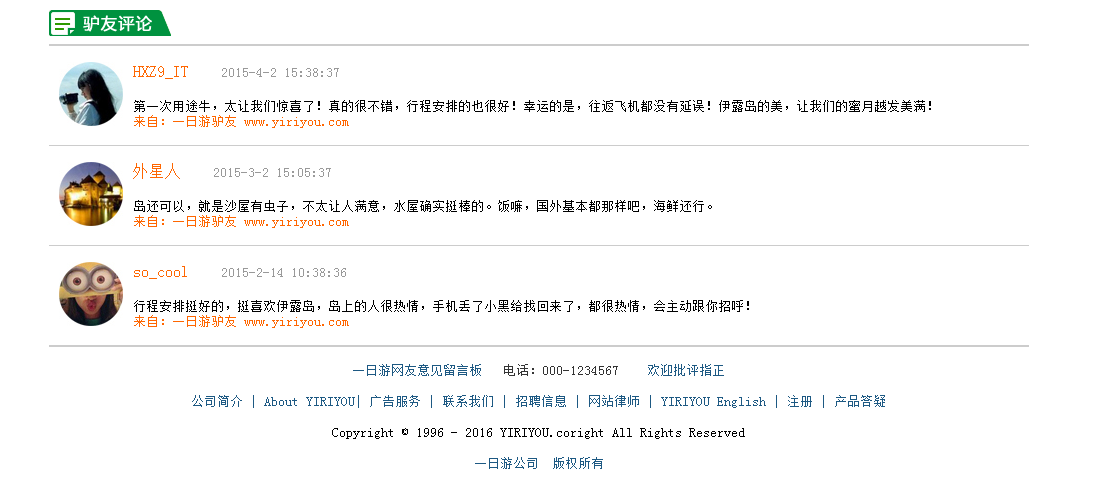 驴友评论
HXZ9_IT 2015-4-2 15:38:37
第一次用途牛，太让我们惊喜了！真的很不错，行程安排的也很好！幸运的是，往返飞机都没有延误！伊露岛的美，让我们的蜜月越发美满！
来自：一日游驴友 www.yiriyou.com
外星人 2015-3-2 15:05:37
岛还可以，就是沙屋有虫子，不太让人满意，水屋确实挺棒的。饭嘛，国外基本都那样吧，海鲜还行。
来自：一日游驴友 www.yiriyou.com
so_cool 2015-2-14 10:38:36
行程安排挺好的，挺喜欢伊露岛，岛上的人很热情，手机丢了小黑给找回来了，都很热情，会主动跟你招呼！
来自：一日游驴友 www.yiriyou.com
一日游网友意见留言板 电话：000-1234567 欢迎批评指正
公司简介 | About YIRIYOU| 广告服务 | 联系我们 | 招聘信息 | 网站律师 | YIRIYOU English | 注册 | 产品答疑
Copyright © 1996 - 2016 YIRIYOU.coright All Rights Reserved
一日游公司 版权所有